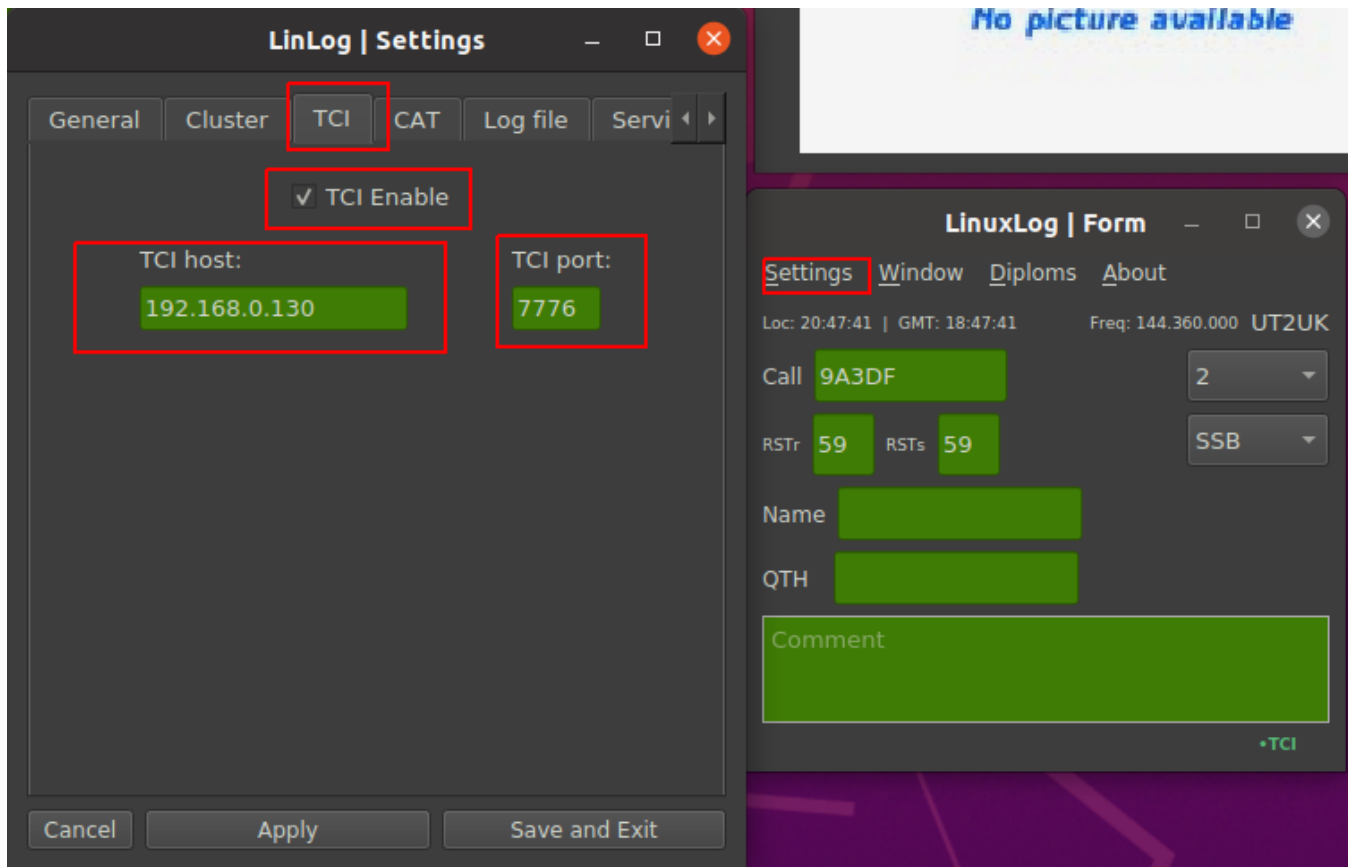 LinLog | Settings
General Cluster TCI CAT Log file Servi
TCI Enable
TCI host: TCI port:
192.168.0.130 7776
Cancel Apply Save and Exit
No picture available
LinuxLog | Form
Settings Window Diploms About
Loc: 20:47:41 | GMT: 18:47:41 Freq: 144.360.000 UT2UK
Call 9A3DF 2
RSTr 59 RSTs 59 SSB
Name
QTH
Comment
•TCI